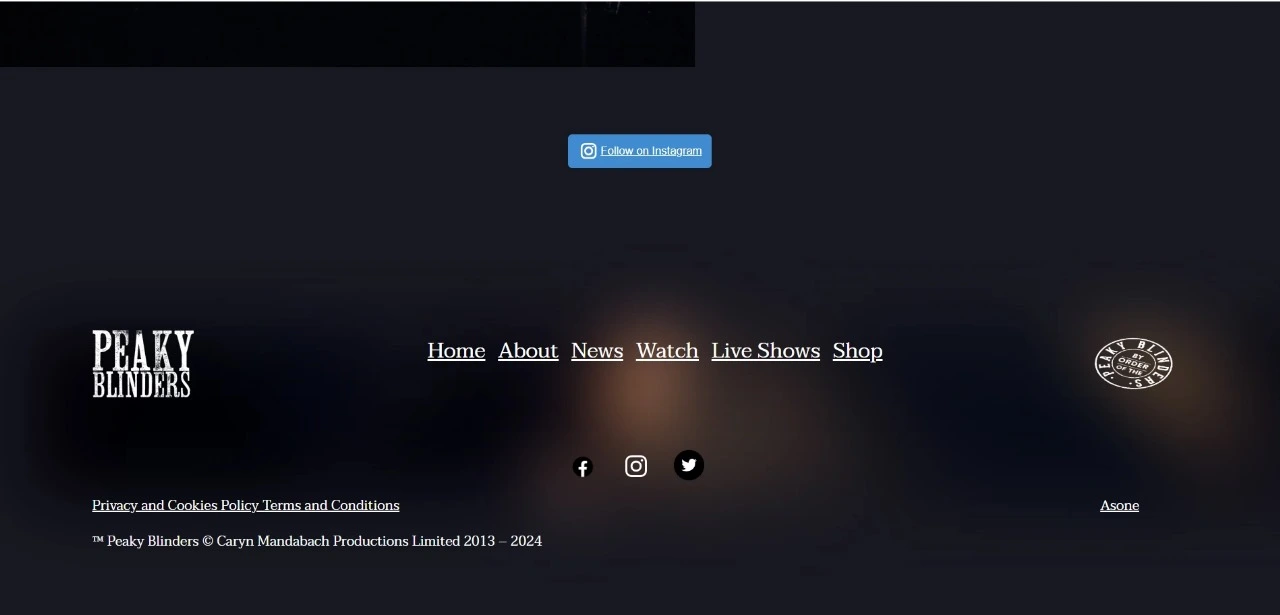 Follow on Instagram
PEAKY
BLINDERS
Home About News Watch Live Shows Shop
PEAKY BLINDERS
BY
ORDER
OF THE
Privacy and Cookies Policy Terms and Conditions
Asone
™ Peaky Blinders © Caryn Mandabach Productions Limited 2013 – 2024